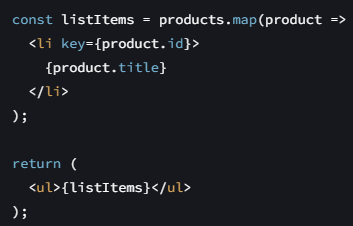 const listItems = products.map(product =>
  <li key={product.id}>
    {product.title}
  </li>
);

return (
  <ul>{listItems}</ul>
);